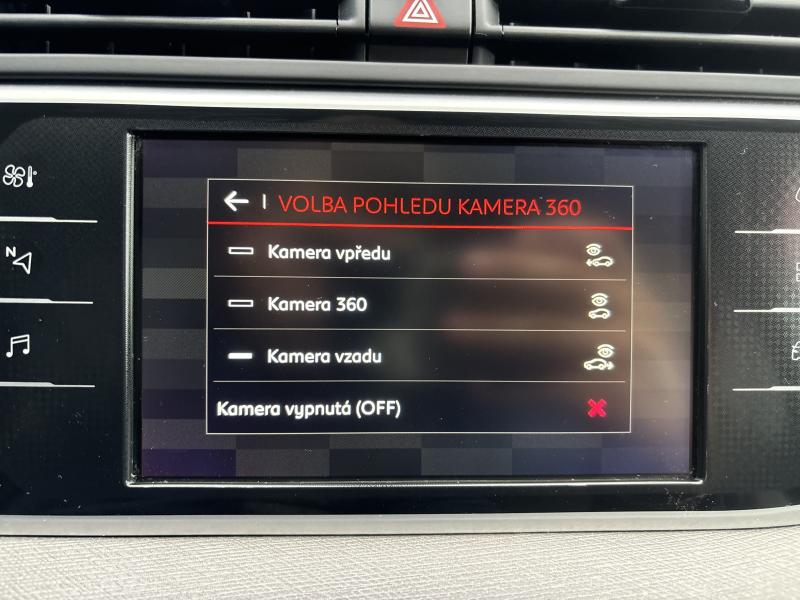 VOLBA POHLEDU KAMERA 360
N
Kamera vpředu
Kamera 360
Kamera vzadu
Kamera vypnutá (OFF)